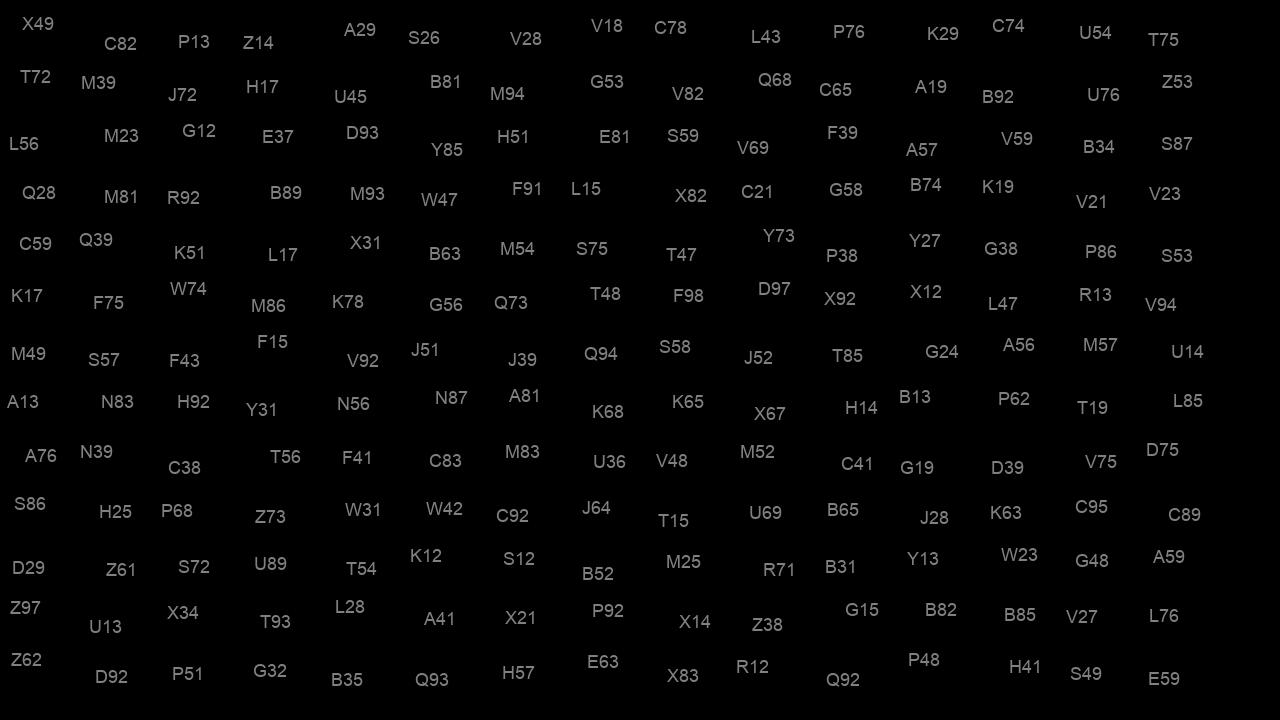 X49 C82 P13 Z14 A29 S26 V28 V18 C78 L43 P76 K29 C74 U54 T75
T72 M39 J72 H17 U45 B81 M94 G53 V82 Q68 C65 A19 B92 U76 Z53
L56 M23 G12 E37 D93 Y85 H51 E81 S59 V69 F39 A57 V59 B34 S87
Q28 M81 R92 B89 M93 W47 F91 L15 X82 C21 G58 B74 K19 V21 V23
C59 Q39 K51 L17 X31 B63 M54 S75 T47 Y73 P38 Y27 G38 P86 S53
K17 F75 W74 M86 K78 G56 Q73 T48 F98 D97 X92 X12 L47 R13 V94
M49 S57 F43 F15 V92 J51 J39 Q94 S58 J52 T85 G24 A56 M57 U14
A13 N83 H92 Y31 N56 N87 A81 K68 K65 X67 H14 B13 P62 T19 L85
A76 N39 C38 T56 F41 C83 M83 U36 V48 M52 C41 G19 D39 V75 D75
S86 H25 P68 Z73 W31 W42 C92 J64 T15 U69 B65 J28 K63 C95 C89
D29 Z61 S72 U89 T54 K12 S12 B52 M25 R71 B31 Y13 W23 G48 A59
Z97 U13 X34 T93 L28 A41 X21 P92 X14 Z38 G15 B82 B85 V27 L76
Z62 D92 P51 G32 B35 Q93 H57 E63 X83 R12 Q92 P48 H41 S49 E59